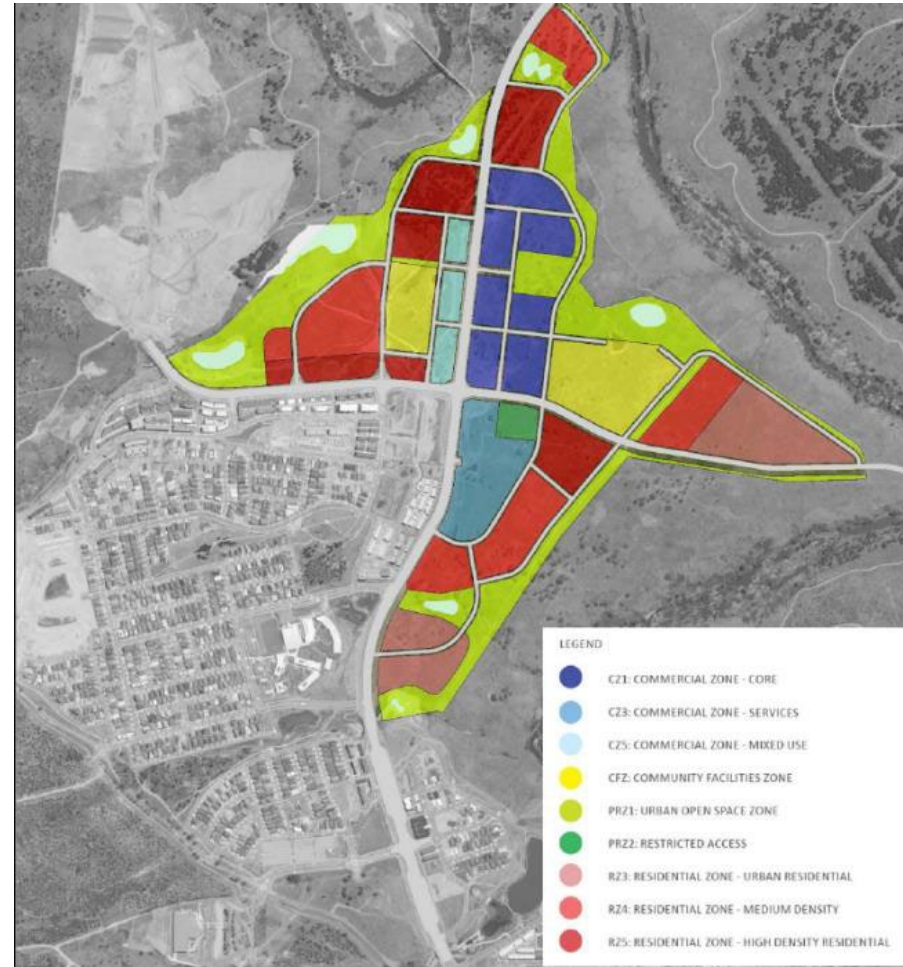 LEGEND
CZ1: COMMERCIAL ZONE - CORE
CZ3: COMMERCIAL ZONE - SERVICES
CZ5: COMMERCIAL ZONE - MIXED USE
CFZ: COMMUNITY FACILITIES ZONE
PRZ1: URBAN OPEN SPACE ZONE
PRZ2: RESTRICTED ACCESS
RZ3: RESIDENTIAL ZONE - URBAN RESIDENTIAL
RZ4: RESIDENTIAL ZONE - MEDIUM DENSITY
RZ5: RESIDENTIAL ZONE - HIGH DENSITY RESIDENTIAL